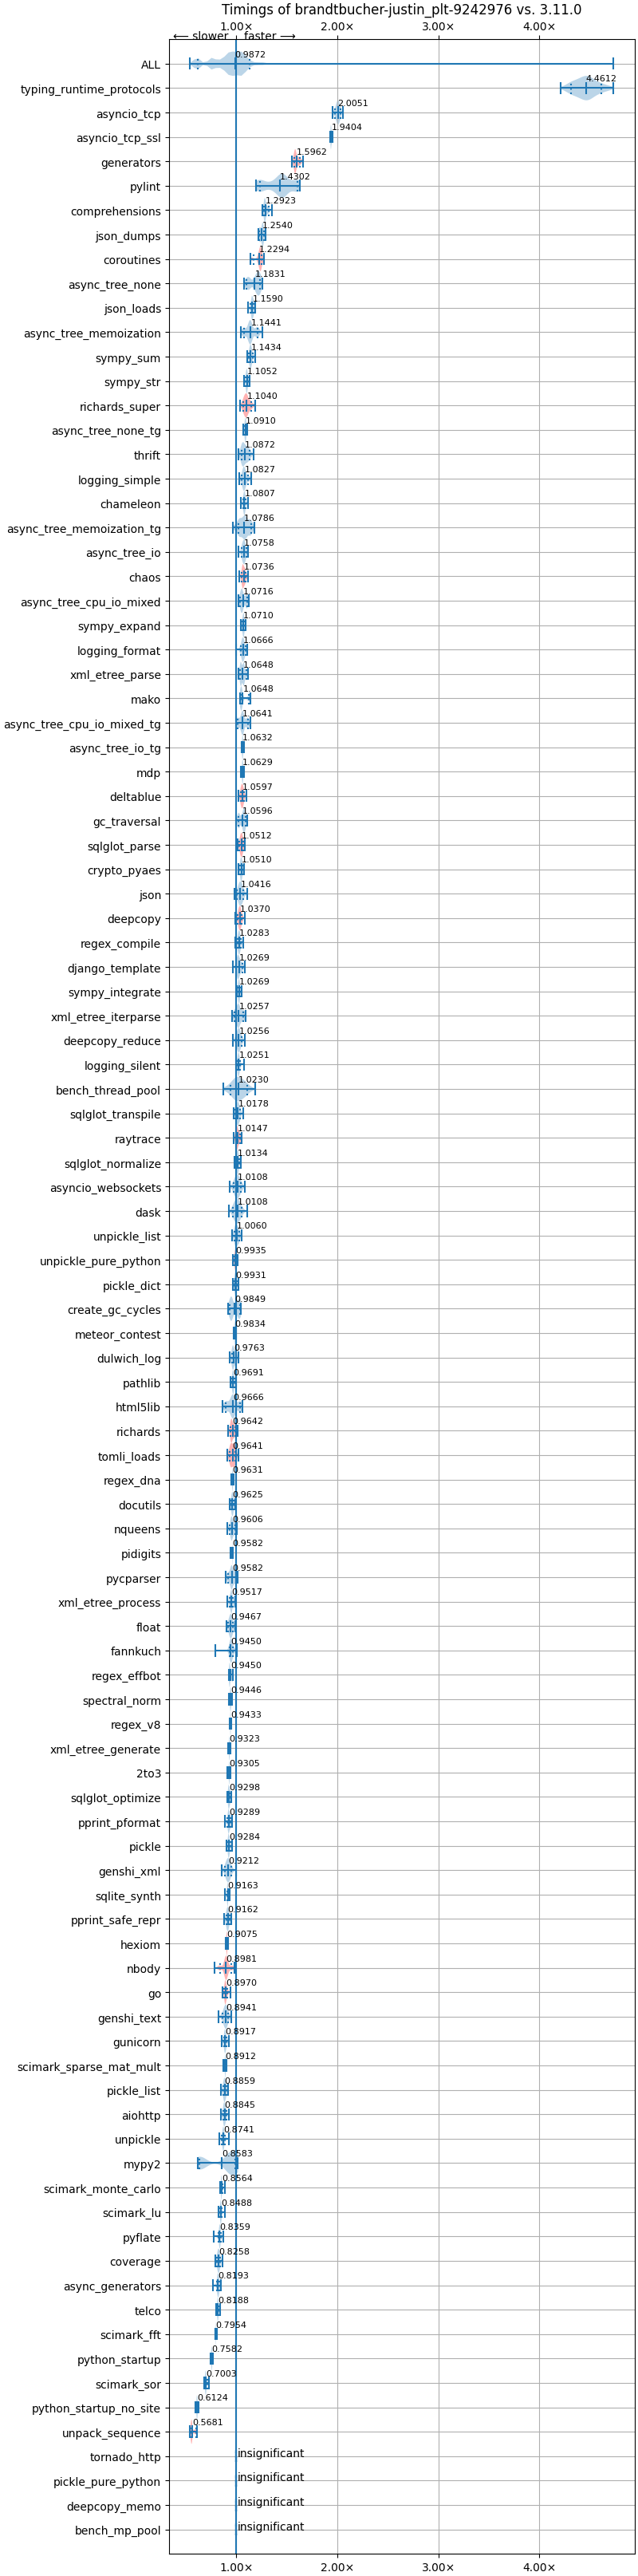 Timings of brandtbucher-justin_plt-9242976 vs. 3.11.0
1.00× 2.00× 3.00× 4.00×
⟵ slower faster ⟶
ALL 0.9872
typing_runtime_protocols 4.4612
asyncio_tcp 2.0051
asyncio_tcp_ssl 1.9404
generators 1.5962
pylint 1.4302
comprehensions 1.2923
json_dumps 1.2540
coroutines 1.2294
async_tree_none 1.1831
json_loads 1.1590
async_tree_memoization 1.1441
sympy_sum 1.1434
sympy_str 1.1052
richards_super 1.1040
async_tree_none_tg 1.0910
thrift 1.0872
logging_simple 1.0827
chameleon 1.0807
async_tree_memoization_tg 1.0786
async_tree_io 1.0758
chaos 1.0736
async_tree_cpu_io_mixed 1.0716
sympy_expand 1.0710
logging_format 1.0666
xml_etree_parse 1.0648
mako 1.0648
async_tree_cpu_io_mixed_tg 1.0641
async_tree_io_tg 1.0632
mdp 1.0629
deltablue 1.0597
gc_traversal 1.0596
sqlglot_parse 1.0512
crypto_pyaes 1.0510
json 1.0416
deepcopy 1.0370
regex_compile 1.0283
django_template 1.0269
sympy_integrate 1.0269
xml_etree_iterparse 1.0257
deepcopy_reduce 1.0256
logging_silent 1.0251
bench_thread_pool 1.0230
sqlglot_transpile 1.0178
raytrace 1.0147
sqlglot_normalize 1.0134
asyncio_websockets 1.0108
dask 1.0108
unpickle_list 1.0060
unpickle_pure_python 0.9935
pickle_dict 0.9931
create_gc_cycles 0.9849
meteor_contest 0.9834
dulwich_log 0.9763
pathlib 0.9691
html5lib 0.9666
richards 0.9642
tomli_loads 0.9641
regex_dna 0.9631
docutils 0.9625
nqueens 0.9606
pidigits 0.9582
pycparser 0.9582
xml_etree_process 0.9517
float 0.9467
fannkuch 0.9450
regex_effbot 0.9450
spectral_norm 0.9446
regex_v8 0.9433
xml_etree_generate 0.9323
2to3 0.9305
sqlglot_optimize 0.9298
pprint_pformat 0.9289
pickle 0.9284
genshi_xml 0.9212
sqlite_synth 0.9163
pprint_safe_repr 0.9162
hexiom 0.9075
nbody 0.8981
go 0.8970
genshi_text 0.8941
gunicorn 0.8917
scimark_sparse_mat_mult 0.8912
pickle_list 0.8859
aiohttp 0.8845
unpickle 0.8741
mypy2 0.8583
scimark_monte_carlo 0.8564
scimark_lu 0.8488
pyflate 0.8359
coverage 0.8258
async_generators 0.8193
telco 0.8188
scimark_fft 0.7954
python_startup 0.7582
scimark_sor 0.7003
python_startup_no_site 0.6124
unpack_sequence 0.5681
tornado_http insignificant
pickle_pure_python insignificant
deepcopy_memo insignificant
bench_mp_pool insignificant
1.00× 2.00× 3.00× 4.00×